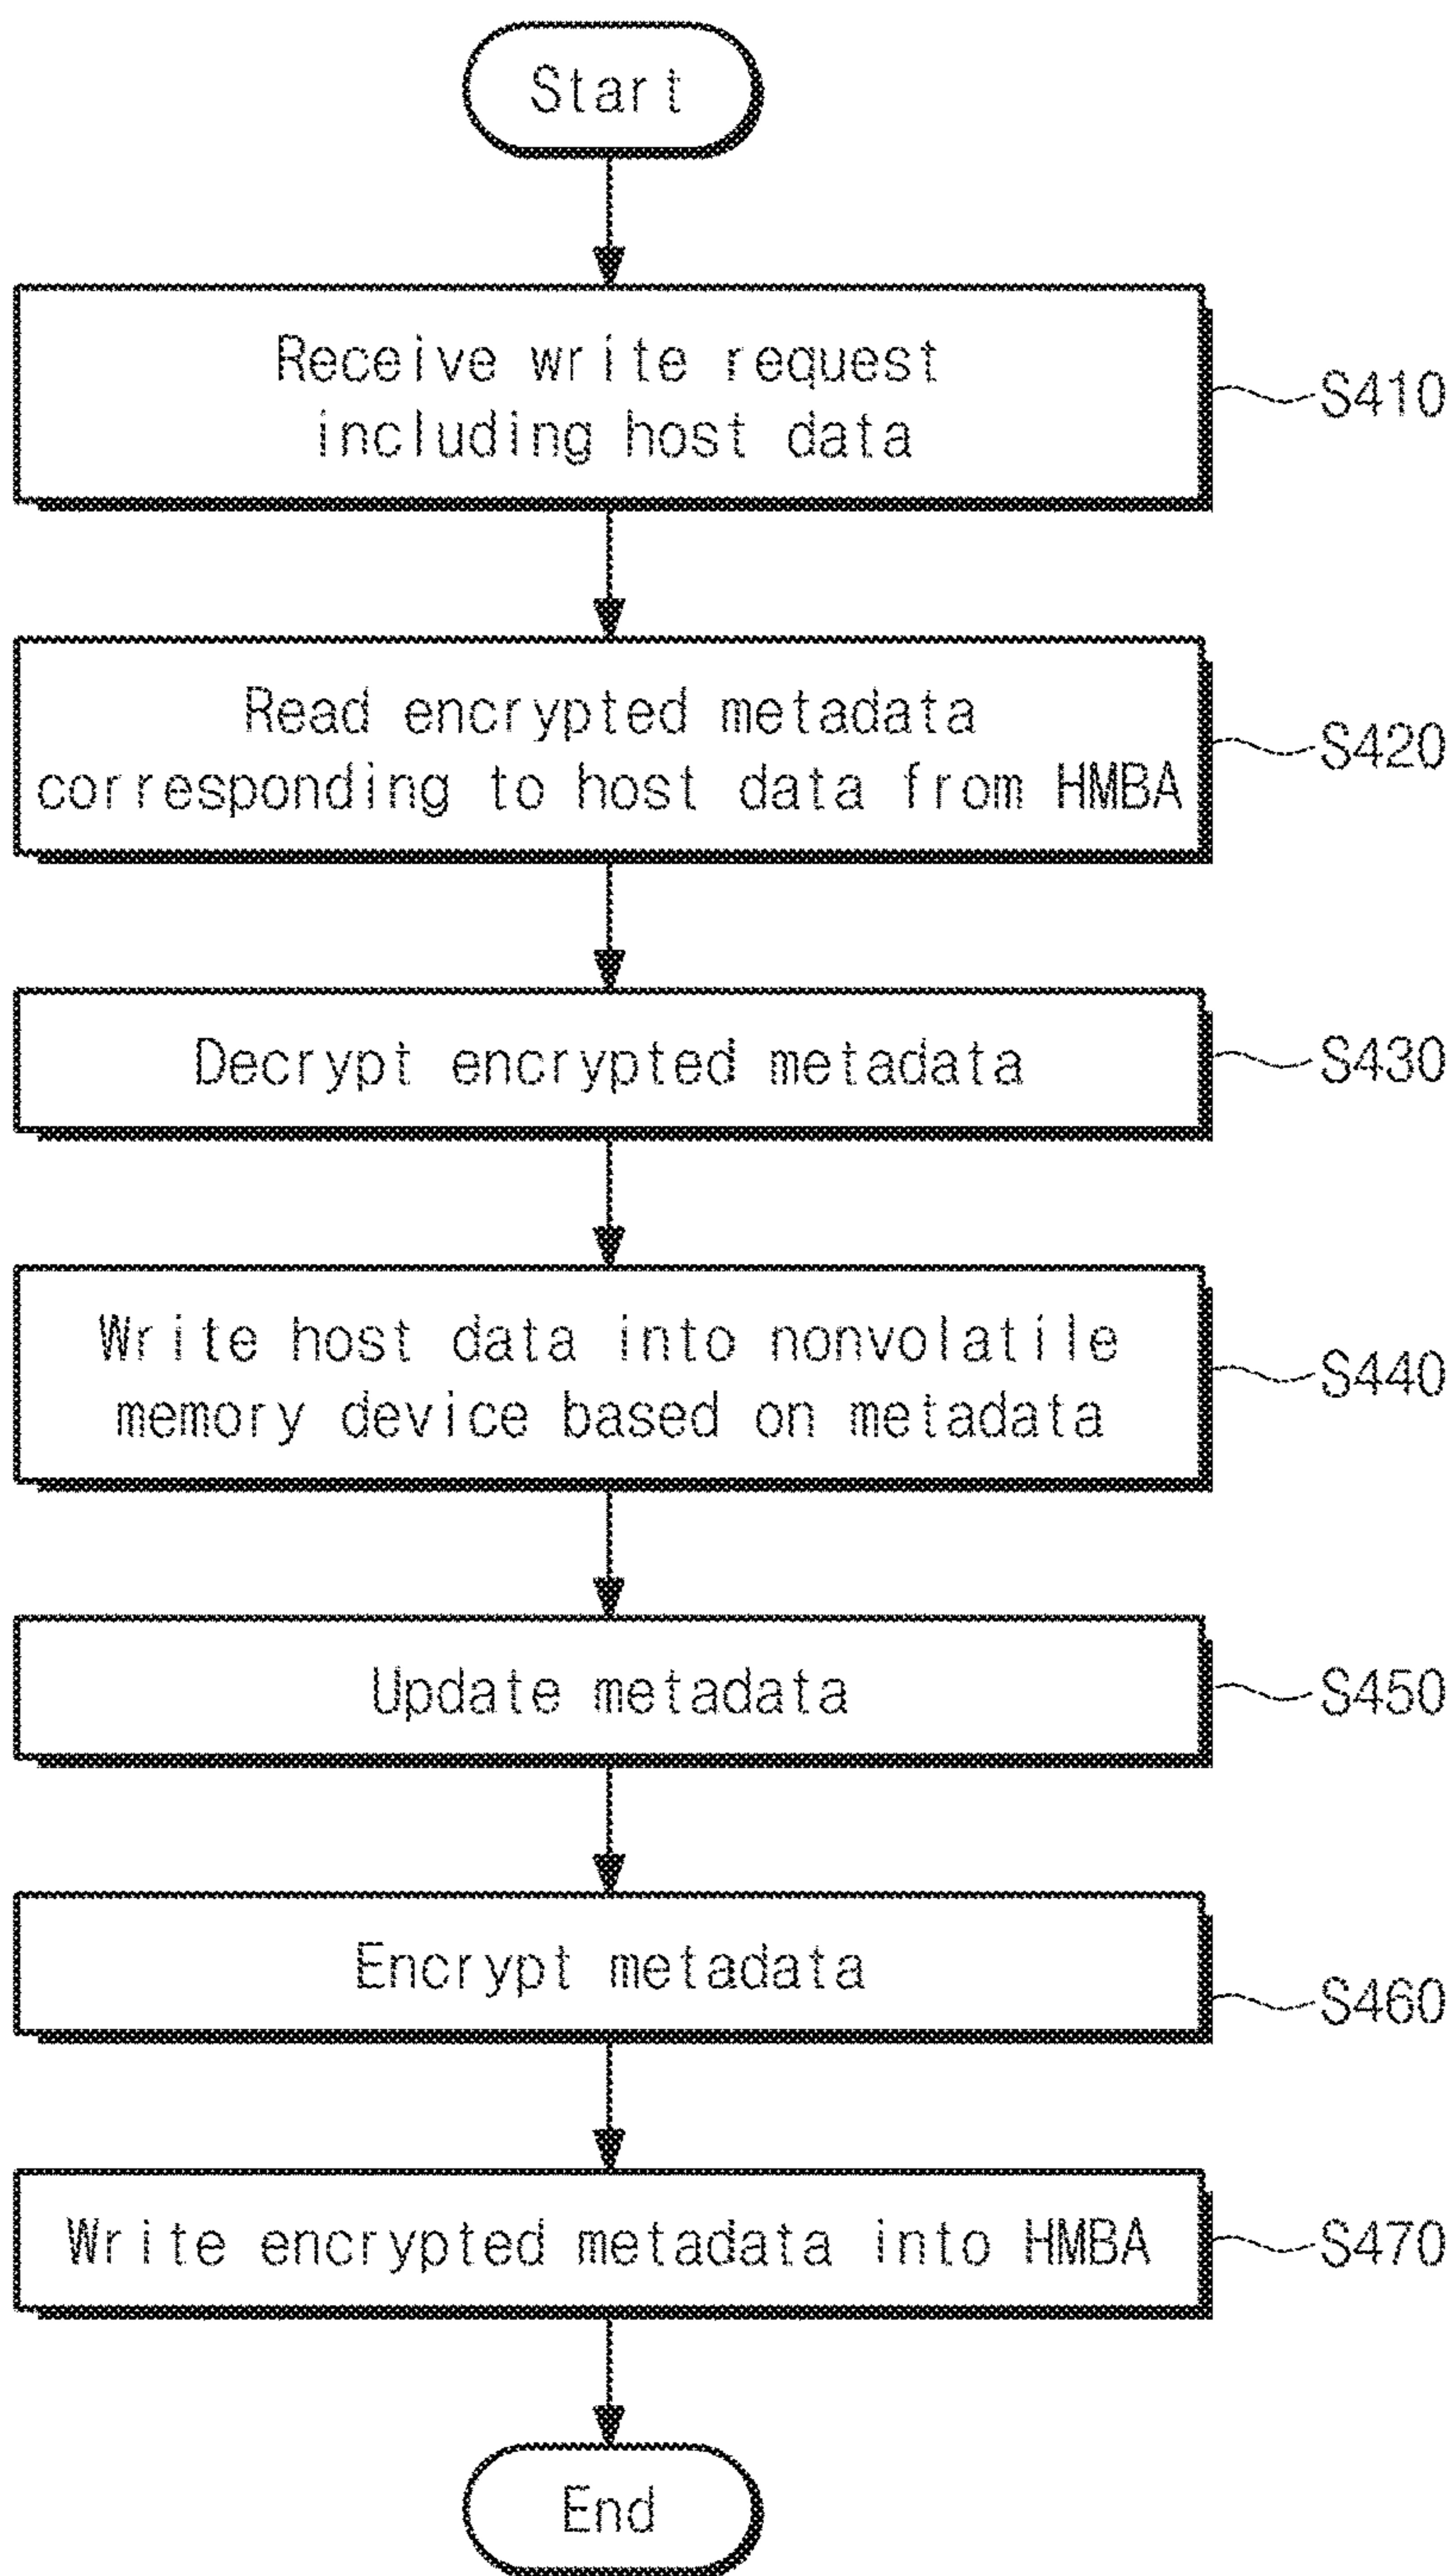 Start
Receive write request
including host data
S410
Read encrypted metadata
corresponding to host data from HMBA
S420
Decrypt encrypted metadata
S430
Write host data into nonvolatile
memory device based on metadata
S440
Update metadata
S450
Encrypt metadata
S460
Write encrypted metadata into HMBA
S470
End